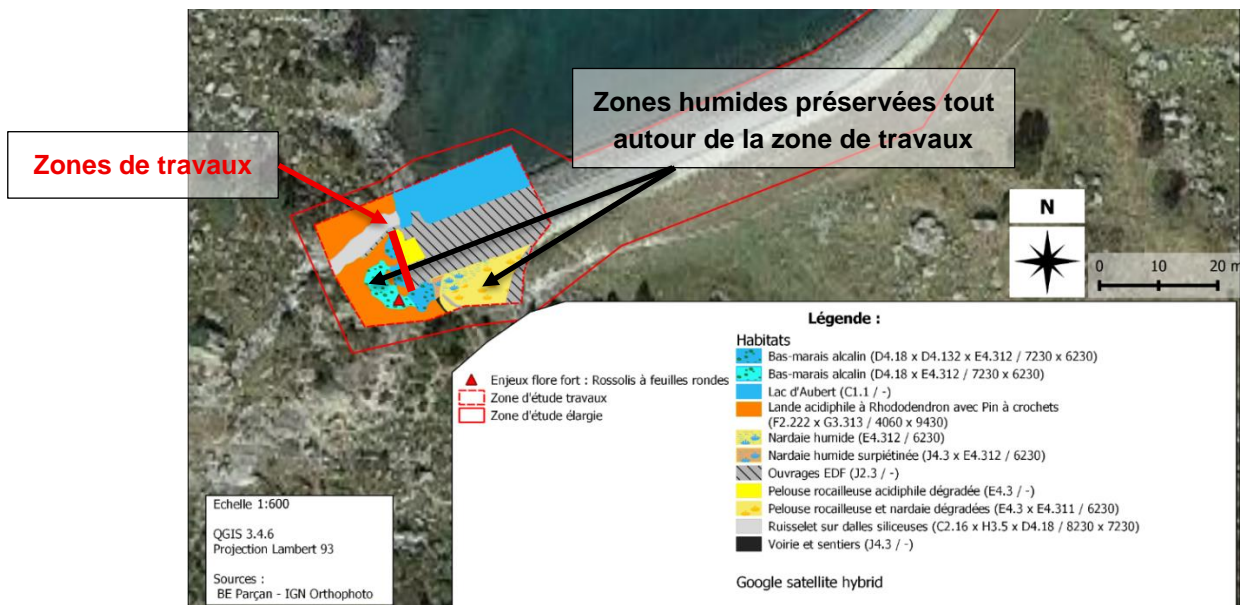 Zones humides préservées tout
autour de la zone de travaux
Zones de travaux
N
0 10 20 m
Légende :
Habitats
Bas-marais alcalin (D4.18 x D4.132 x E4.312 / 7230 x 6230)
Bas-marais alcalin (D4.18 x E4.312 / 7230 x 6230)
Lac d'Aubert (C1.1 / -)
Lande acidiphile à Rhododendron avec Pin à crochets
(F2.222 x G3.313 / 4060 x 9430)
Nardaie humide (E4.312 / 6230)
Nardaie humide surpiétinée (J4.3 x E4.312 / 6230)
Ouvrages EDF (J2.3 / -)
Pelouse rocailleuse acidiphile dégradée (E4.3 / -)
Pelouse rocailleuse et nardaie dégradées (E4.3 x E4.311 / 6230)
Ruisselet sur dalles siliceuses (C2.16 x H3.5 x D4.18 / 8230 x 7230)
Voirie et sentiers (J4.3 / -)
Google satellite hybrid
Enjeux flore fort : Rossolis à feuilles rondes
Zone d'étude travaux
Zone d'étude élargie
Echelle 1:600
QGIS 3.4.6
Projection Lambert 93
Sources :
BE Parçan - IGN Orthophoto